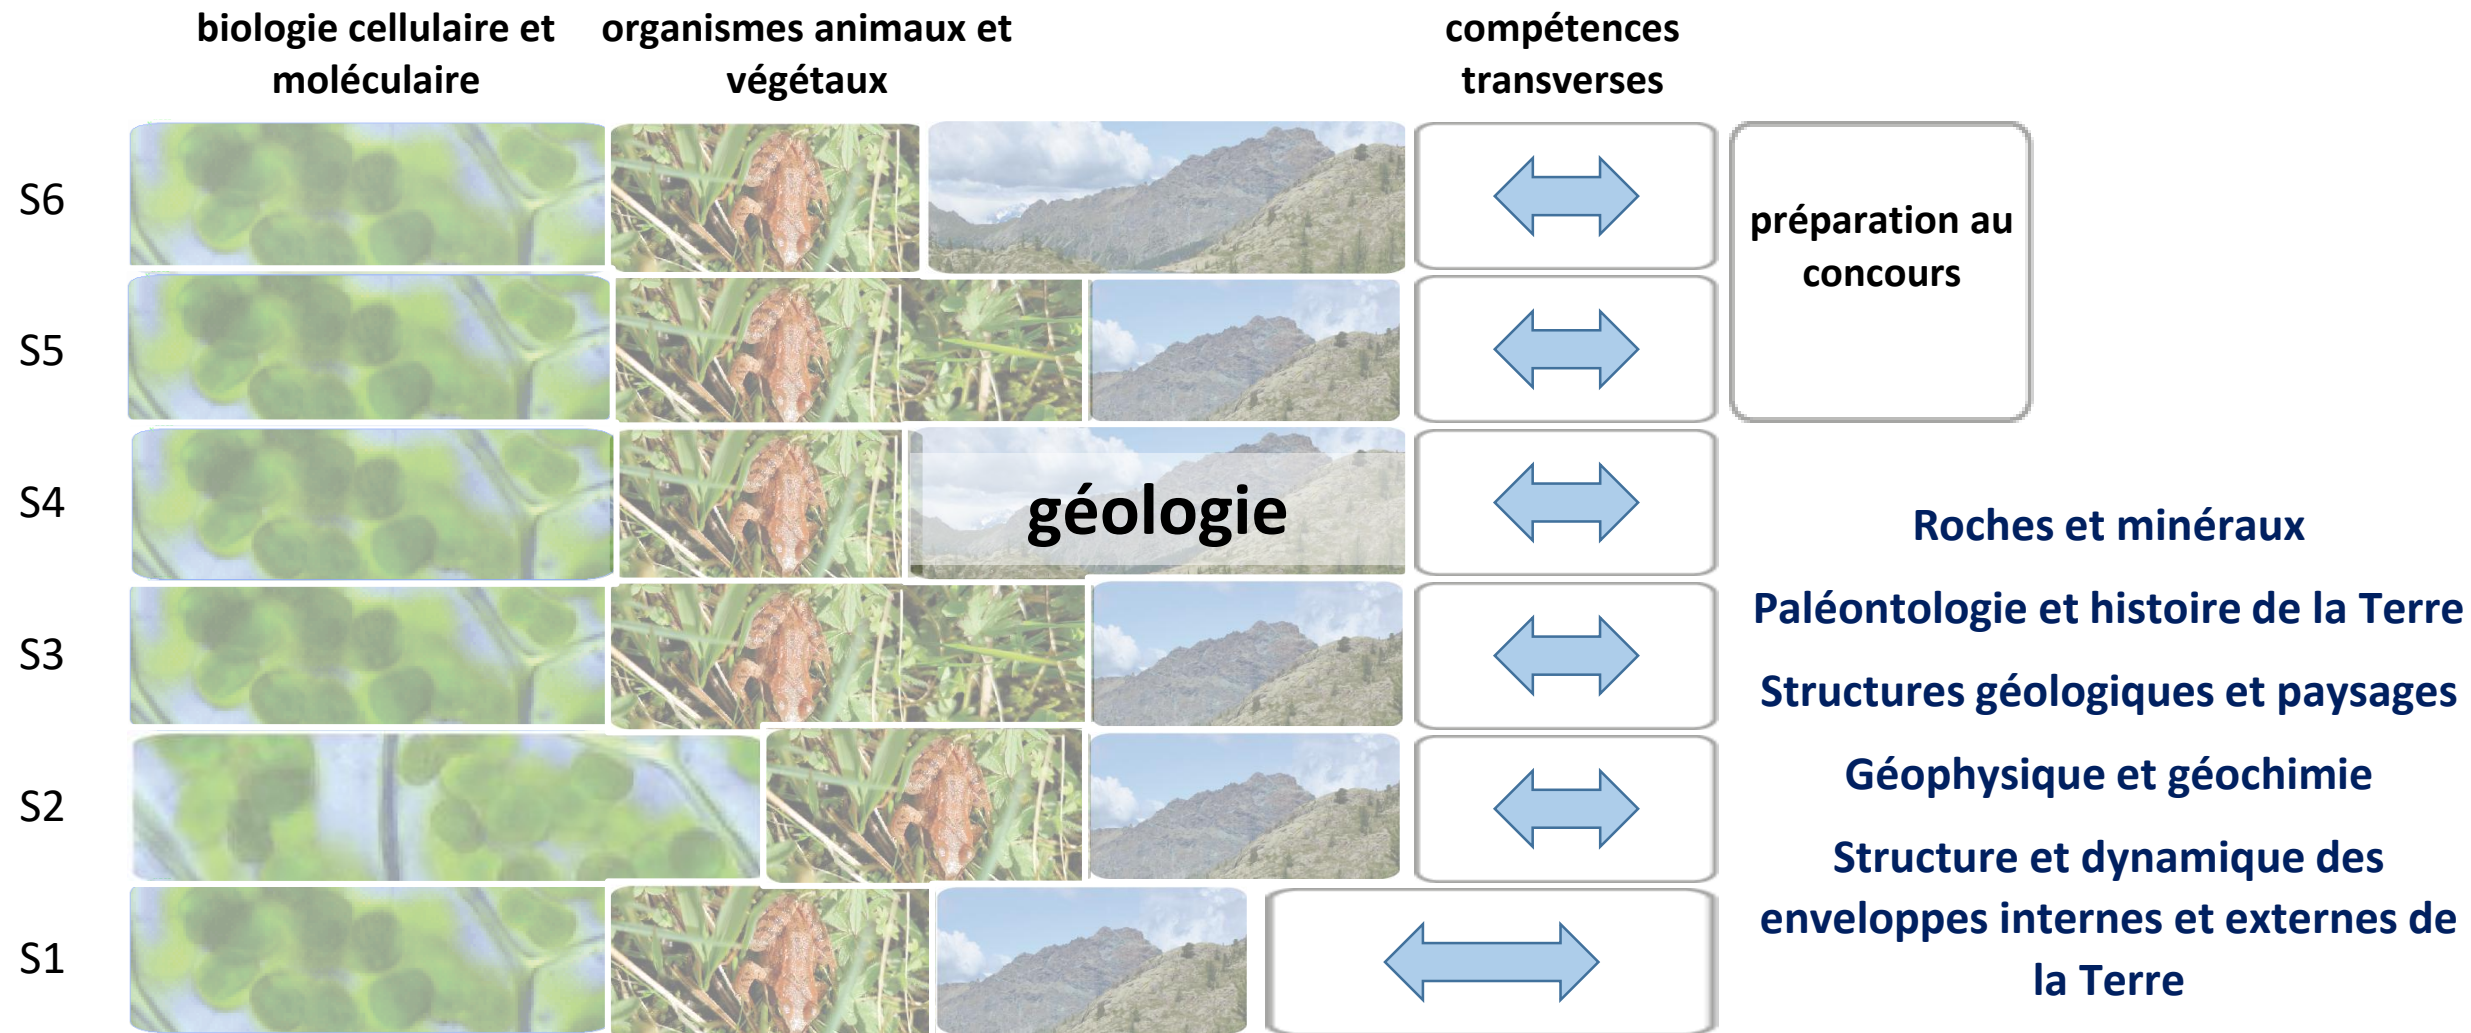 biologie cellulaire et
moléculaire
organismes animaux et
végétaux
compétences
transverses
S6
préparation au
concours
S5
S4
géologie
S3
S2
S1
Roches et minéraux
Paléontologie et histoire de la Terre
Structures géologiques et paysages
Géophysique et géochimie
Structure et dynamique des
enveloppes internes et externes de
la Terre